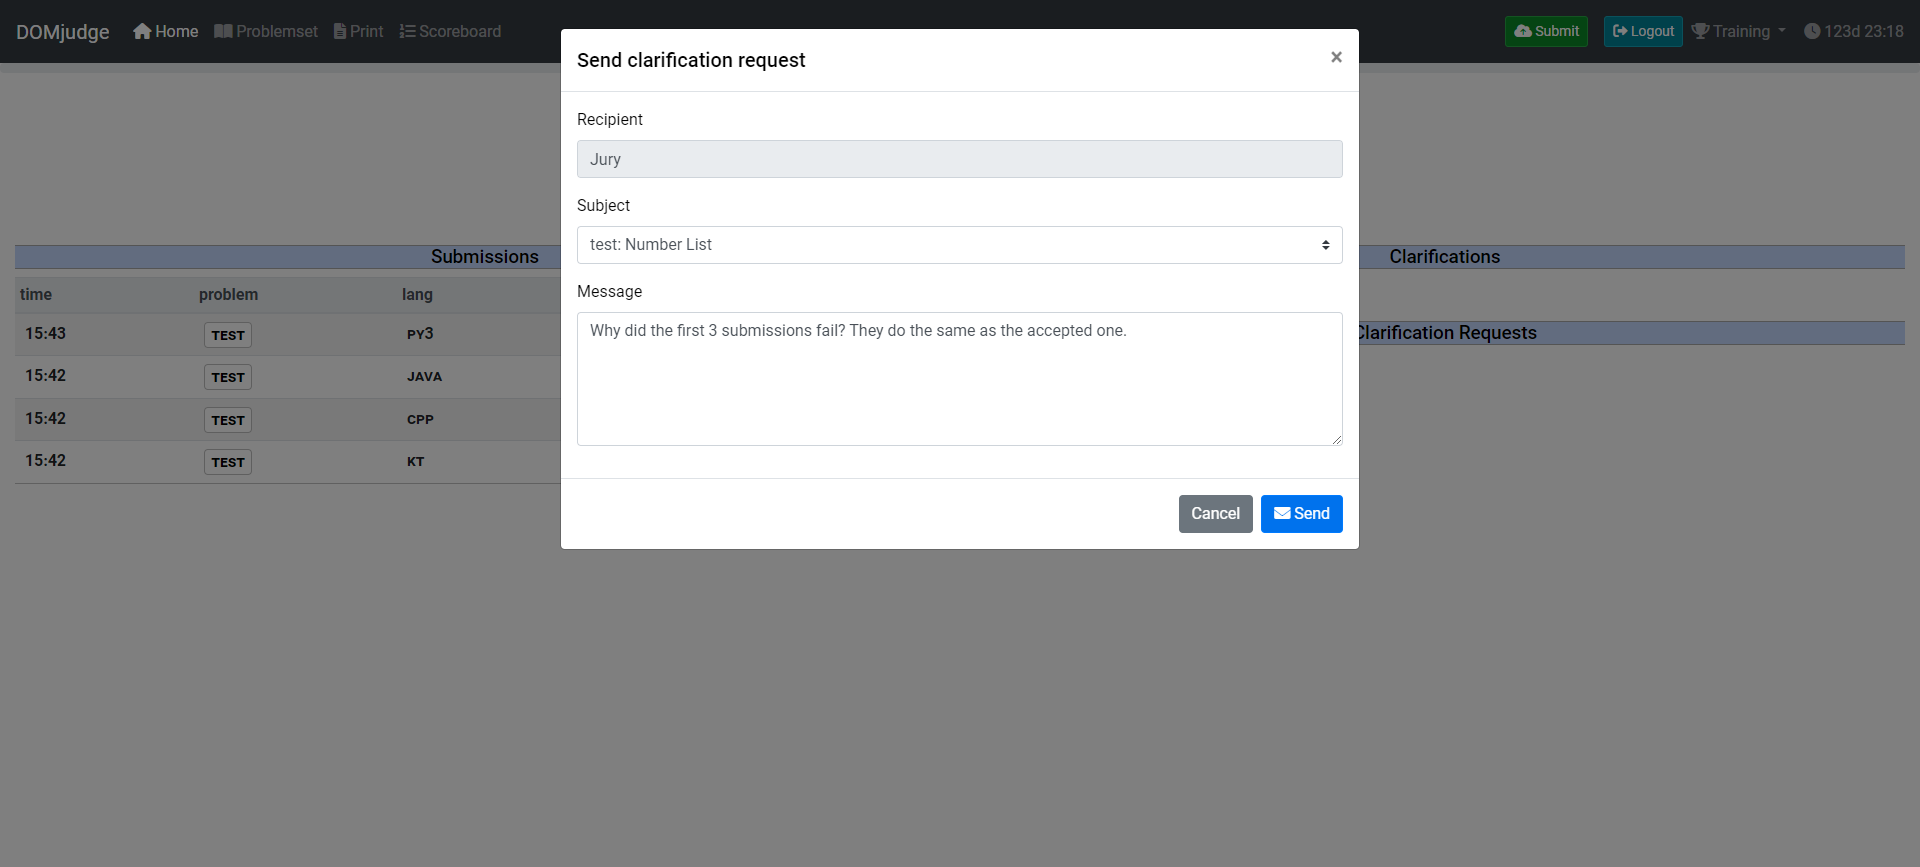 DOMjudge Home Problemset Print Scoreboard Submit Logout Training 123d 23:18
Send clarification request ×
Recipient
Jury
Subject
test: Number List
Message
Why did the first 3 submissions fail? They do the same as the accepted one.
Cancel Send
Submissions
time problem lang
15:43 TEST PY3
15:42 TEST JAVA
15:42 TEST CPP
15:42 TEST KT
Clarifications
Clarification Requests